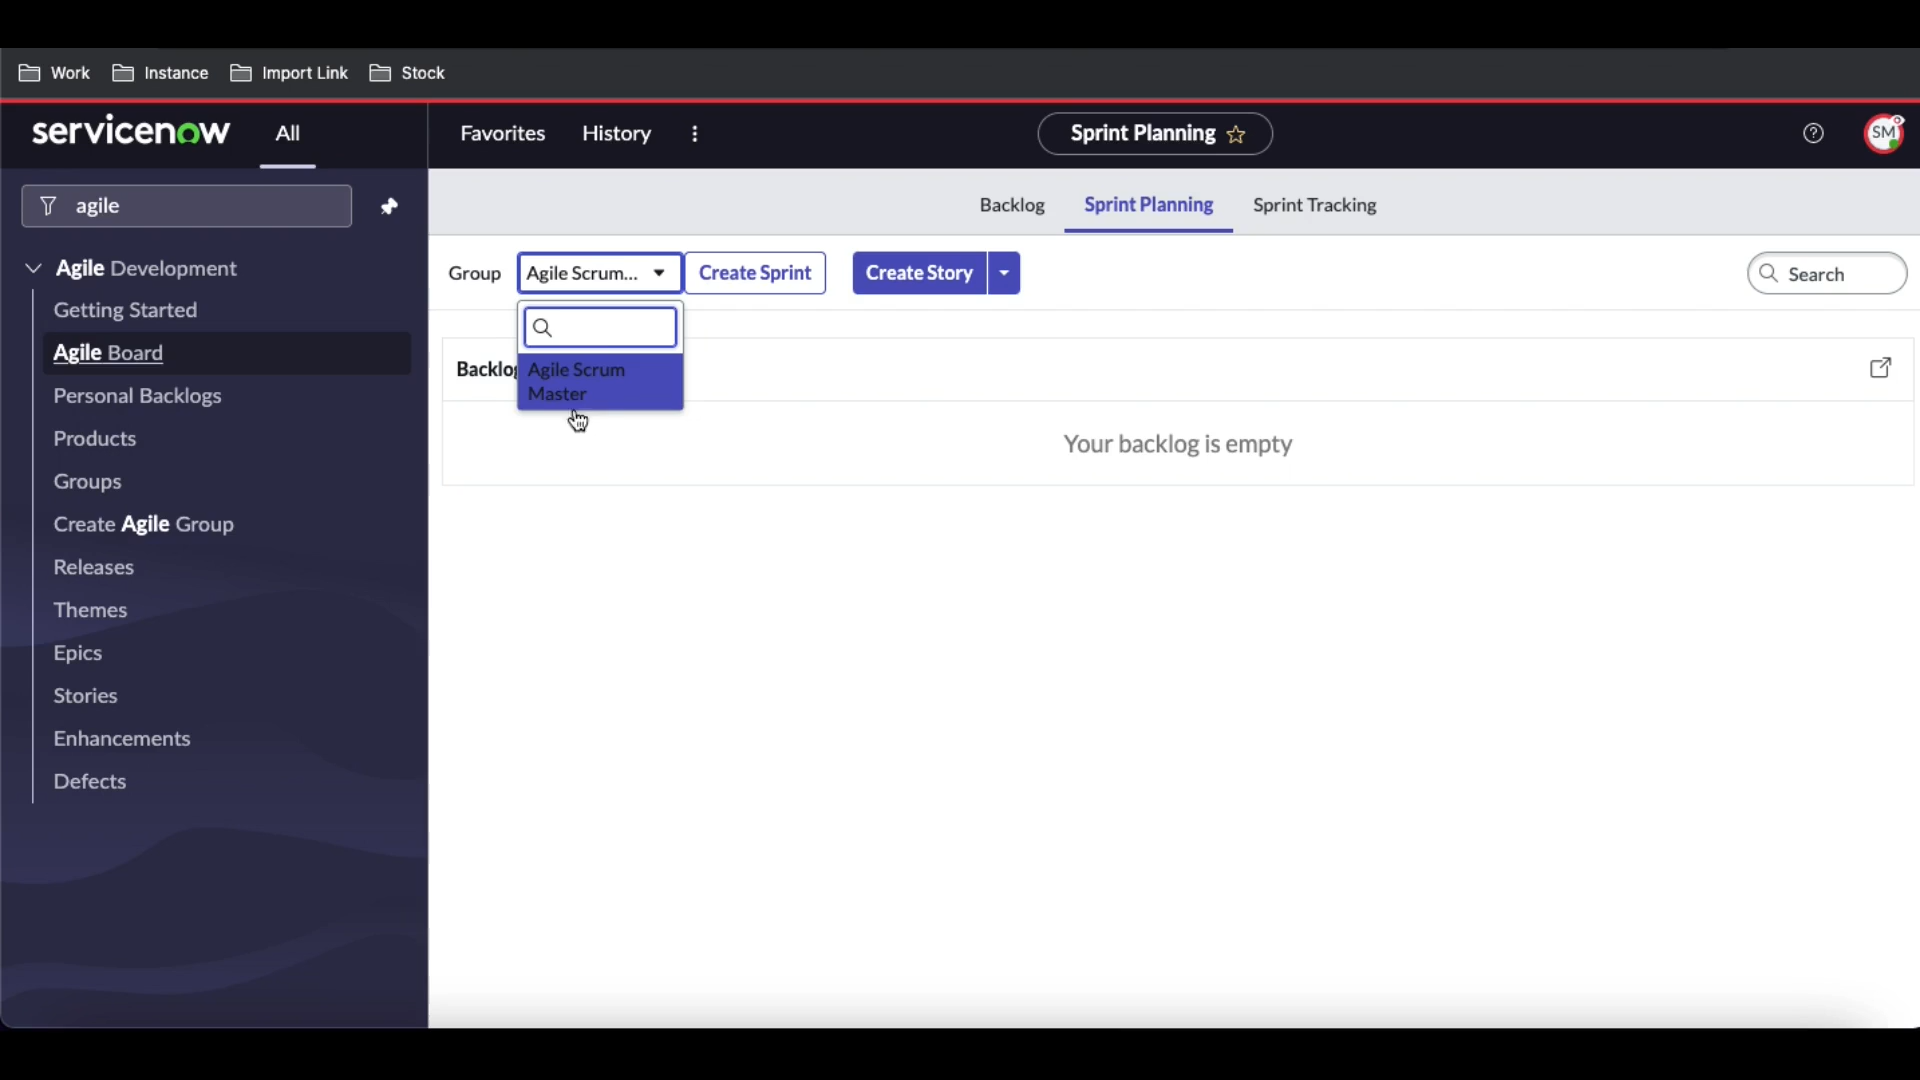 Work Instance Import Link Stock
servicenow All Favorites History Sprint Planning SM
agile
Backlog Sprint Planning Sprint Tracking
Agile Development
Getting Started
Agile Board
Personal Backlogs
Products
Groups
Create Agile Group
Releases
Themes
Epics
Stories
Enhancements
Defects
Group Agile Scrum... Create Sprint Create Story Search
Agile Scrum
Master
Backlog
Your backlog is empty